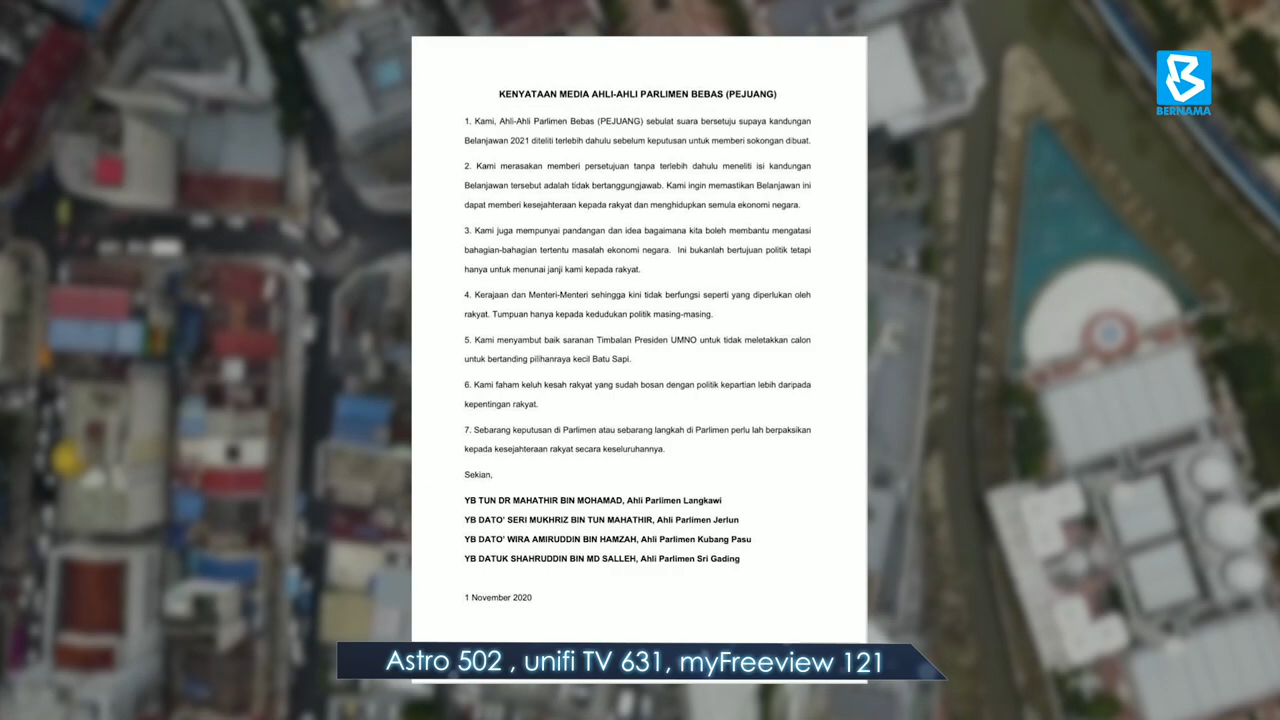 BERNAMA
KENYATAAN MEDIA AHLI-AHLI PARLIMEN BEBAS (PEJUANG)
1. Kami, Ahli-Ahli Parlimen Bebas (PEJUANG) sebulat suara bersetuju supaya kandungan
Belanjawan 2021 diteliti terlebih dahulu sebelum keputusan untuk memberi sokongan dibuat.
2. Kami merasakan memberi persetujuan tanpa terlebih dahulu meneliti isi kandungan
Belanjawan tersebut adalah tidak bertanggungjawab. Kami ingin memastikan Belanjawan ini
dapat memberi kesejahteraan kepada rakyat dan menghidupkan semula ekonomi negara.
3. Kami juga mempunyai pandangan dan idea bagaimana kita boleh membantu mengatasi
bahagian-bahagian tertentu masalah ekonomi negara. Ini bukanlah bertujuan politik tetapi
hanya untuk menunai janji kami kepada rakyat.
4. Kerajaan dan Menteri-Menteri sehingga kini tidak berfungsi seperti yang diperlukan oleh
rakyat. Tumpuan hanya kepada kedudukan politik masing-masing.
5. Kami menyambut baik saranan Timbalan Presiden UMNO untuk tidak meletakkan calon
untuk bertanding pilihanraya kecil Batu Sapi.
6. Kami faham keluh kesah rakyat yang sudah bosan dengan politik kepartian lebih daripada
kepentingan rakyat.
7. Sebarang keputusan di Parlimen atau sebarang langkah di Parlimen perlu lah berpaksikan
kepada kesejahteraan rakyat secara keseluruhannya.
Sekian,
YB TUN DR MAHATHIR BIN MOHAMAD, Ahli Parlimen Langkawi
YB DATO' SERI MUKHRIZ BIN TUN MAHATHIR, Ahli Parlimen Jerlun
YB DATO' WIRA AMIRUDDIN BIN HAMZAH, Ahli Parlimen Kubang Pasu
YB DATUK SHAHRUDDIN BIN MD SALLEH, Ahli Parlimen Sri Gading
1 November 2020
Astro 502 , unifi TV 631, myFreeview 121